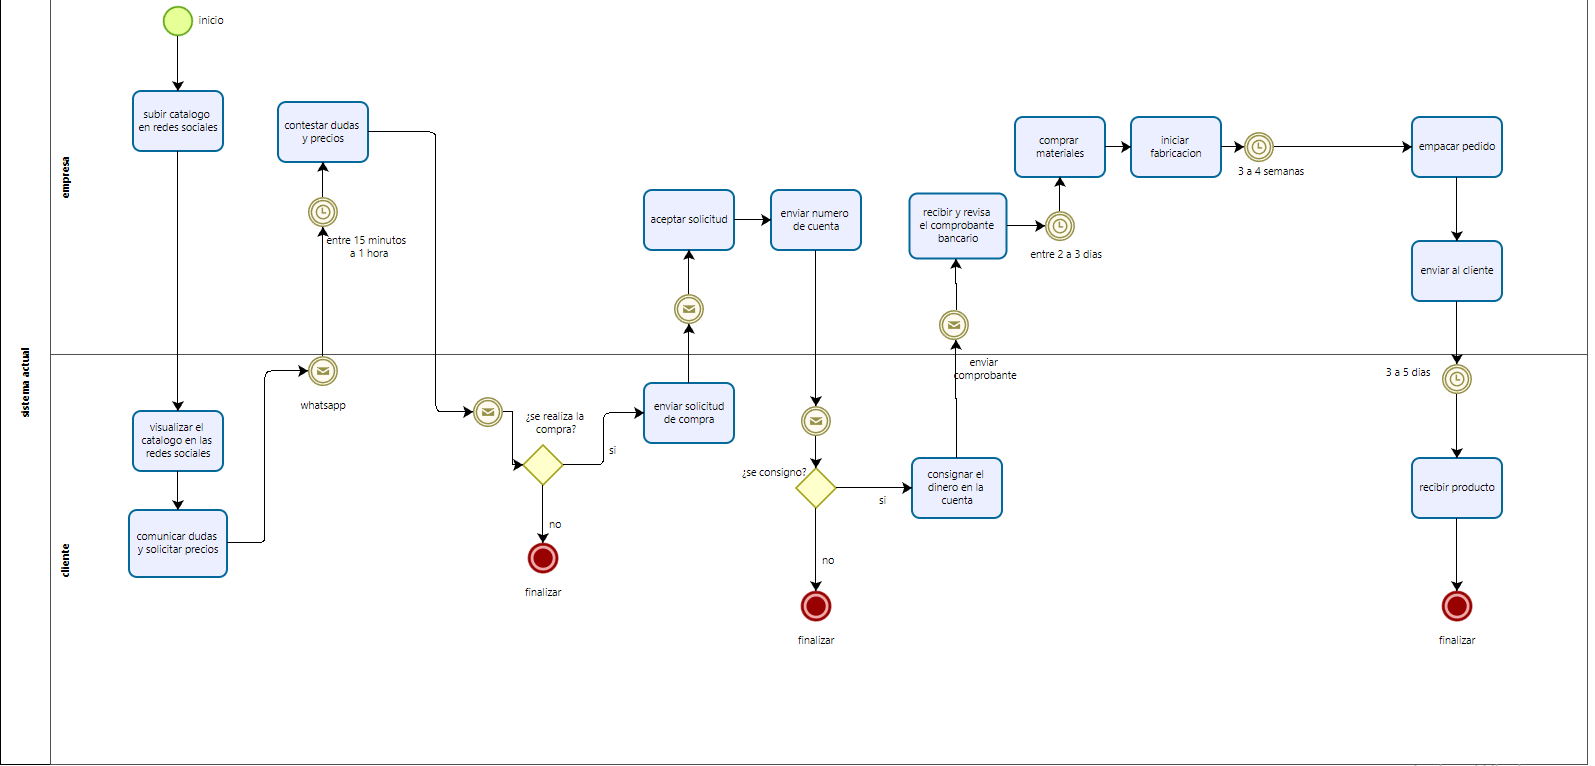 sistema actual
empresa
cliente
inicio
subir catalogo
en redes sociales
visualizar el
catalogo en las
redes sociales
comunicar dudas
y solicitar precios
whatsapp
entre 15 minutos
a 1 hora
contestar dudas
y precios
¿se realiza la
compra?
si
no
finalizar
enviar solicitud
de compra
aceptar solicitud
enviar numero
de cuenta
¿se consigno?
si
no
finalizar
consignar el
dinero en la
cuenta
enviar
comprobante
recibir y revisa
el comprobante
bancario
entre 2 a 3 dias
comprar
materiales
iniciar
fabricacion
3 a 4 semanas
empacar pedido
enviar al cliente
3 a 5 dias
recibir producto
finalizar